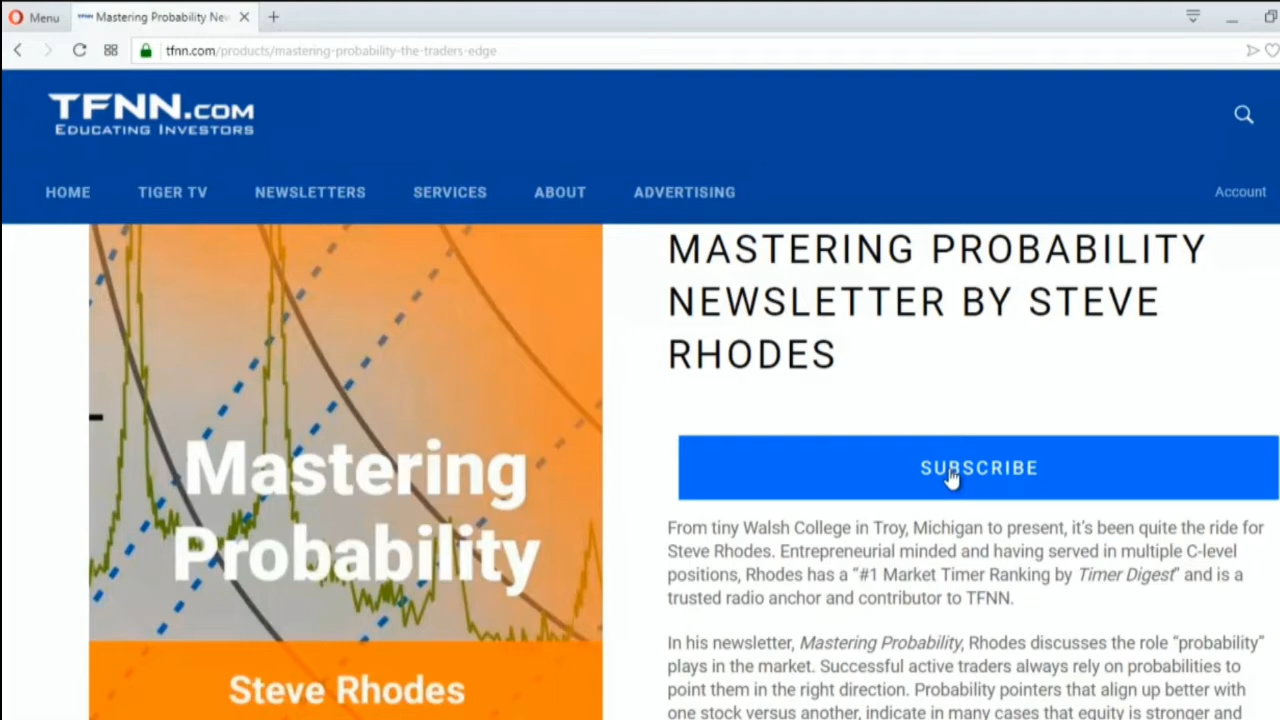 Menu
Mastering Probability Nev
tfnn.com/products/mastering-probability-the-traders-edge
TFNN.COM
EDUCATING INVESTORS
HOME TIGER TV NEWSLETTERS SERVICES ABOUT ADVERTISING Account
MASTERING PROBABILITY
NEWSLETTER BY STEVE
RHODES
SUBSCRIBE
Mastering
Probability
Steve Rhodes
From tiny Walsh College in Troy, Michigan to present, it's been quite the ride for
Steve Rhodes. Entrepreneurial minded and having served in multiple C-level
positions, Rhodes has a “#1 Market Timer Ranking by Timer Digest” and is a
trusted radio anchor and contributor to TFNN.
In his newsletter, Mastering Probability, Rhodes discusses the role “probability”
plays in the market. Successful active traders always rely on probabilities to
point them in the right direction. Probability pointers that align up better with
one stock versus another, indicate in many cases that equity is stronger and